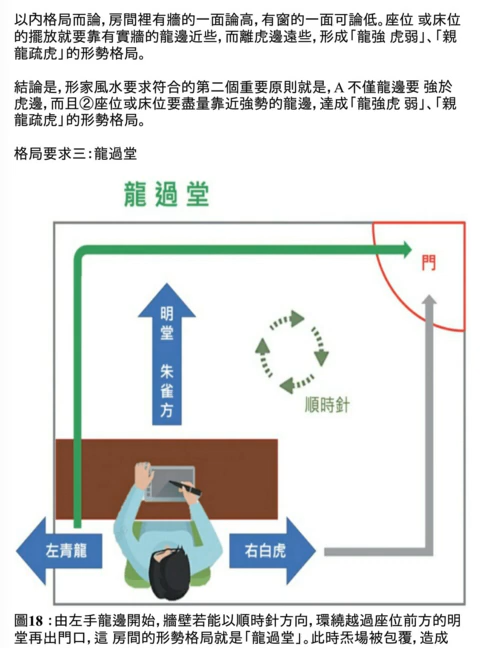 以內格局而論，房間裡有牆的一面論高，有窗的一面可論低。座位 或床位
的擺放就要靠有實牆的龍邊近些，而離虎邊遠些，形成「龍強 虎弱」、「親
龍疏虎」的形勢格局。
結論是，形家風水要求符合的第二個重要原則就是，A 不僅龍邊要 強於
虎邊，而且②座位或床位要盡量靠近強勢的龍邊，達成「龍強虎 弱」、「親
龍疏虎」的形勢格局。
格局要求三：龍過堂
龍過堂
門
明堂 朱雀方
順時針
左青龍
右白虎
圖18：由左手龍邊開始，牆壁若能以順時針方向，環繞越過座位前方的明
堂再出門口，這 房間的形勢格局就是「龍過堂」。此時炁場被包覆，造成